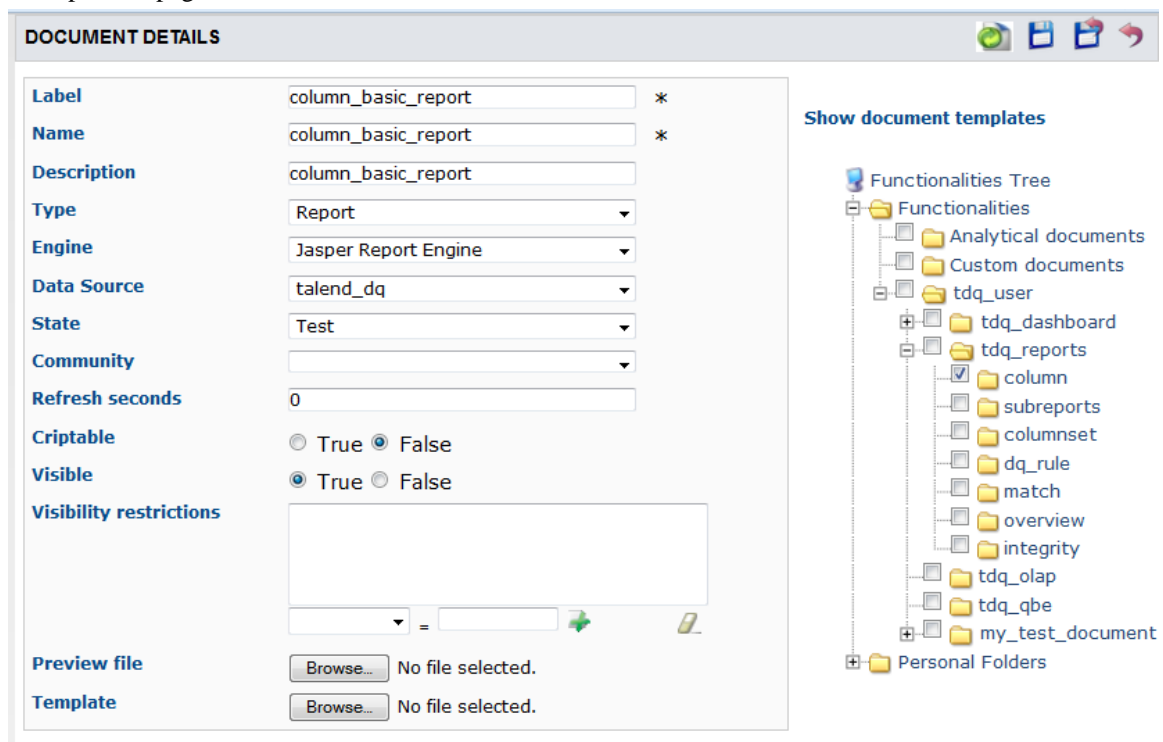 DOCUMENT DETAILS
Label column_basic_report *
Name column_basic_report *
Description column_basic_report
Type Report
Engine Jasper Report Engine
Data Source talend_dq
State Test
Community
Refresh seconds 0
Criptable True False
Visible True False
Visibility restrictions
=
Preview file Browse... No file selected.
Template Browse... No file selected.
Show document templates
Functionalities Tree
Functionalities
Analytical documents
Custom documents
tdq_user
tdq_dashboard
tdq_reports
column
subreports
columnset
dq_rule
match
overview
integrity
tdq_olap
tdq_qbe
my_test_document
Personal Folders